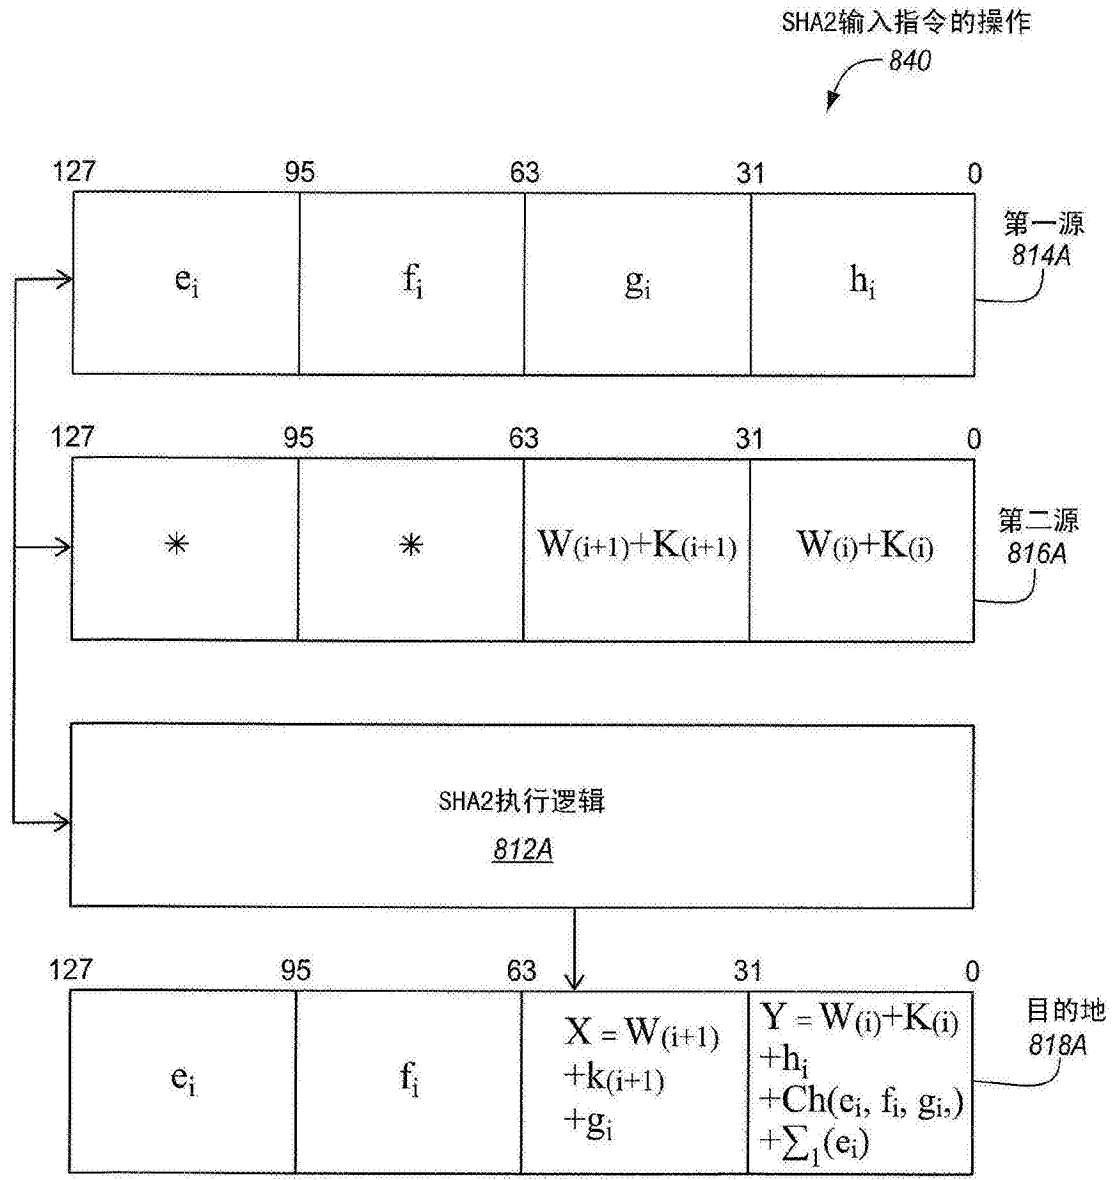 SHA2输入指令的操作
840
127 95 63 31 0
第一源
814A
eᵢ fᵢ gᵢ hᵢ
127 95 63 31 0
第二源
816A
* * W(i+1)+K(i+1) W(i)+K(i)
SHA2执行逻辑
812A
127 95 63 31 0
目的地
818A
eᵢ fᵢ
X = W(i+1)
+k(i+1)
+gᵢ
Y = W(i)+K(i)
+hᵢ
+Ch(eᵢ, fᵢ, gᵢ,)
+∑₁(eᵢ)